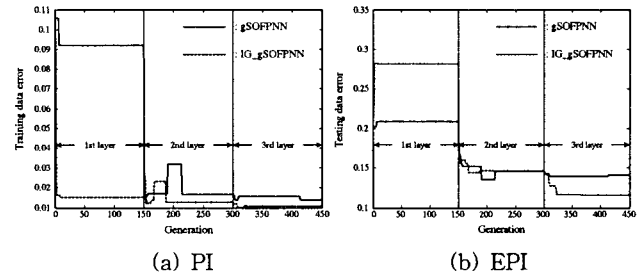 0.11
0.1
0.09
0.08
0.07
0.06
0.05
0.04
0.03
0.02
0.01
Training data error
: gSOFPNN
: IG_gSOFPNN
1st layer
2nd layer
3rd layer
0 50 100 150 200 250 300 350 400 450
Generation
(a) PI
0.35
0.3
0.25
0.2
0.15
0.1
Testing data error
: gSOFPNN
: IG_gSOFPNN
1st layer
2nd layer
3rd layer
0 50 100 150 200 250 300 350 400 450
Generation
(b) EPI